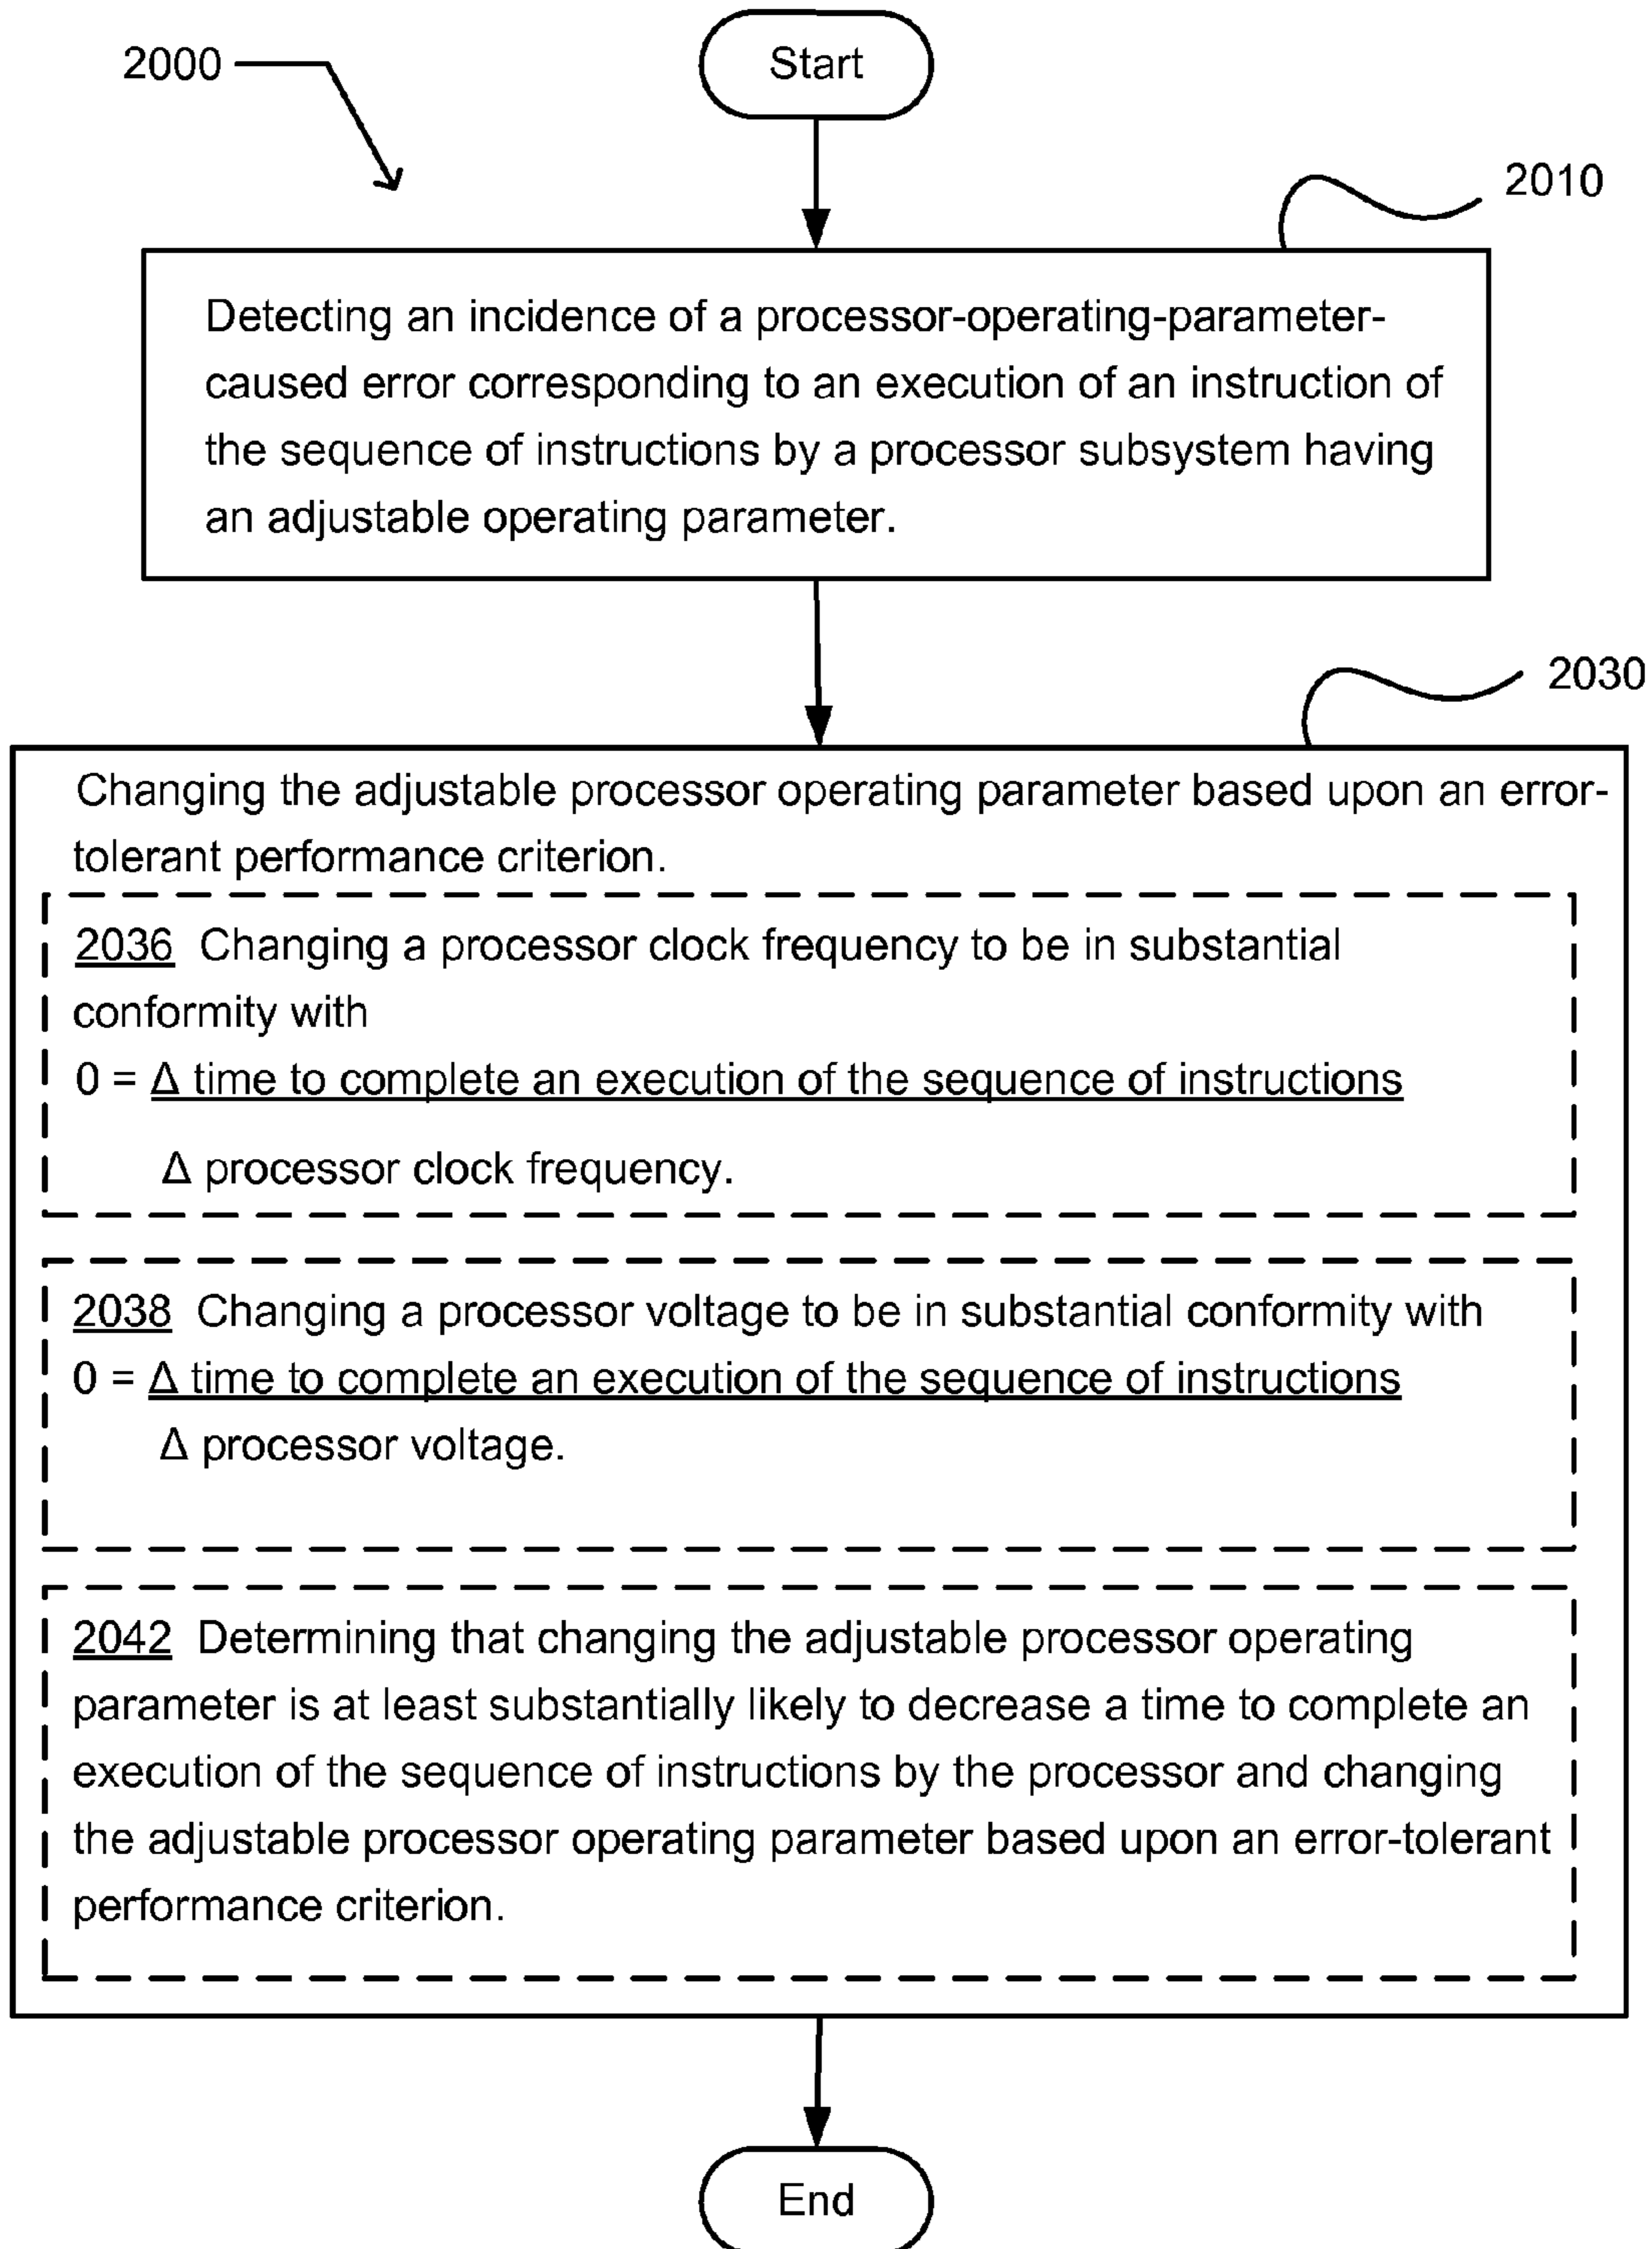 Start
2000
2010
Detecting an incidence of a processor-operating-parameter-
caused error corresponding to an execution of an instruction of
the sequence of instructions by a processor subsystem having
an adjustable operating parameter.
2030
Changing the adjustable processor operating parameter based upon an error-
tolerant performance criterion.
2036 Changing a processor clock frequency to be in substantial
conformity with
0 = Δ time to complete an execution of the sequence of instructions
Δ processor clock frequency.
2038 Changing a processor voltage to be in substantial conformity with
0 = Δ time to complete an execution of the sequence of instructions
Δ processor voltage.
2042 Determining that changing the adjustable processor operating
parameter is at least substantially likely to decrease a time to complete an
execution of the sequence of instructions by the processor and changing
the adjustable processor operating parameter based upon an error-tolerant
performance criterion.
End